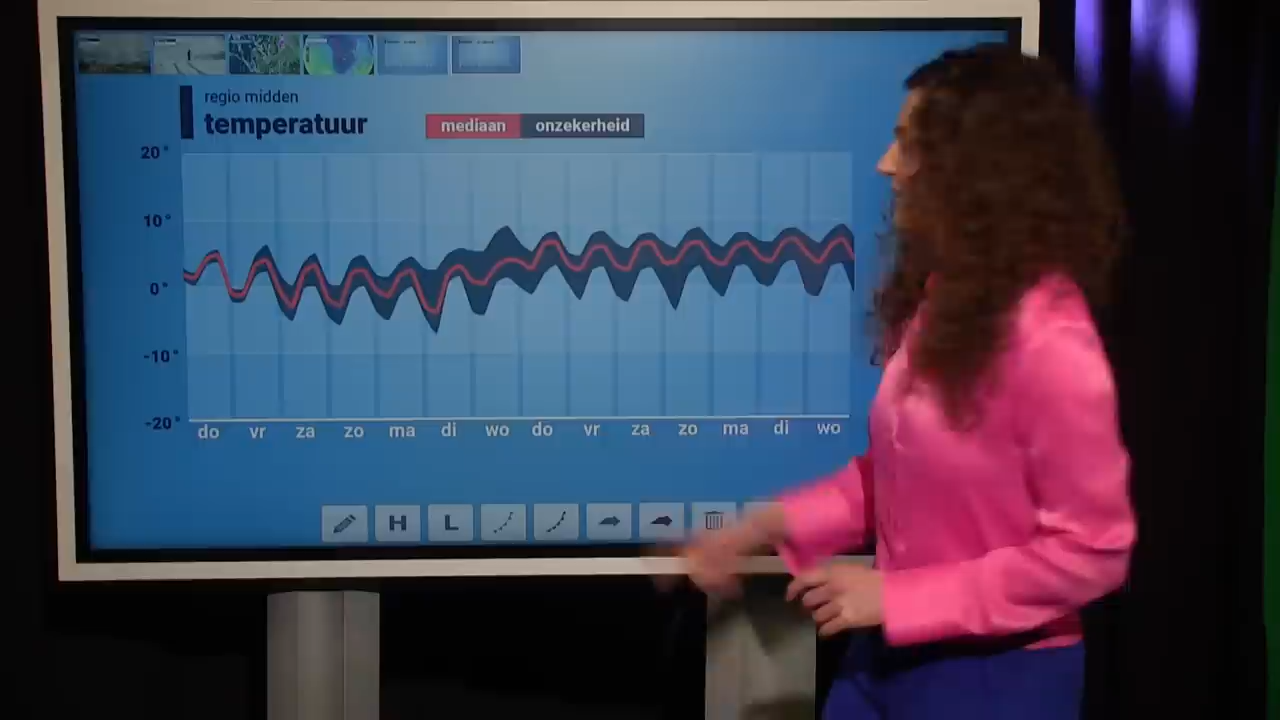 regio midden
temperatuur
mediaan onzekerheid
20°
10°
0°
-10°
-20°
do vr za zo ma di wo do vr za zo ma di wo
H L